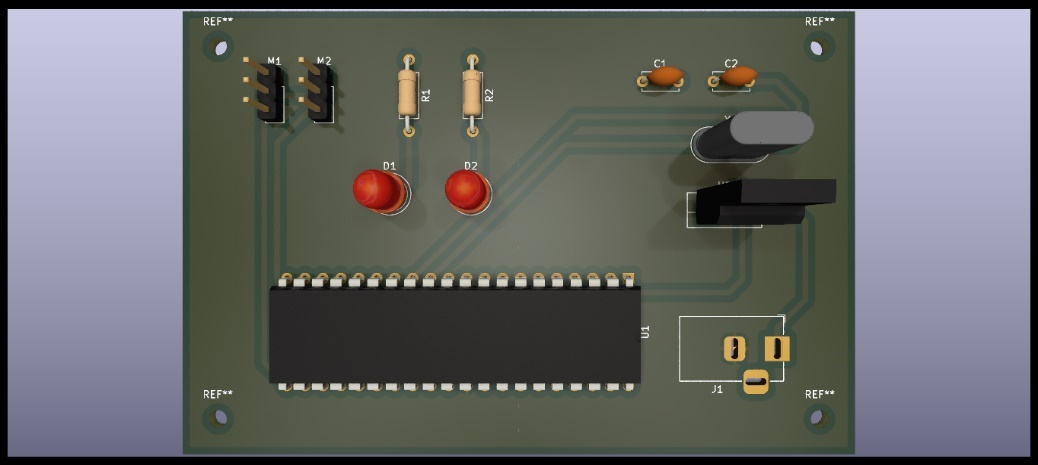 REF** REF**
M1 M2 C1 C2
R1 R2
D1 D2
U1
J1
REF** REF**